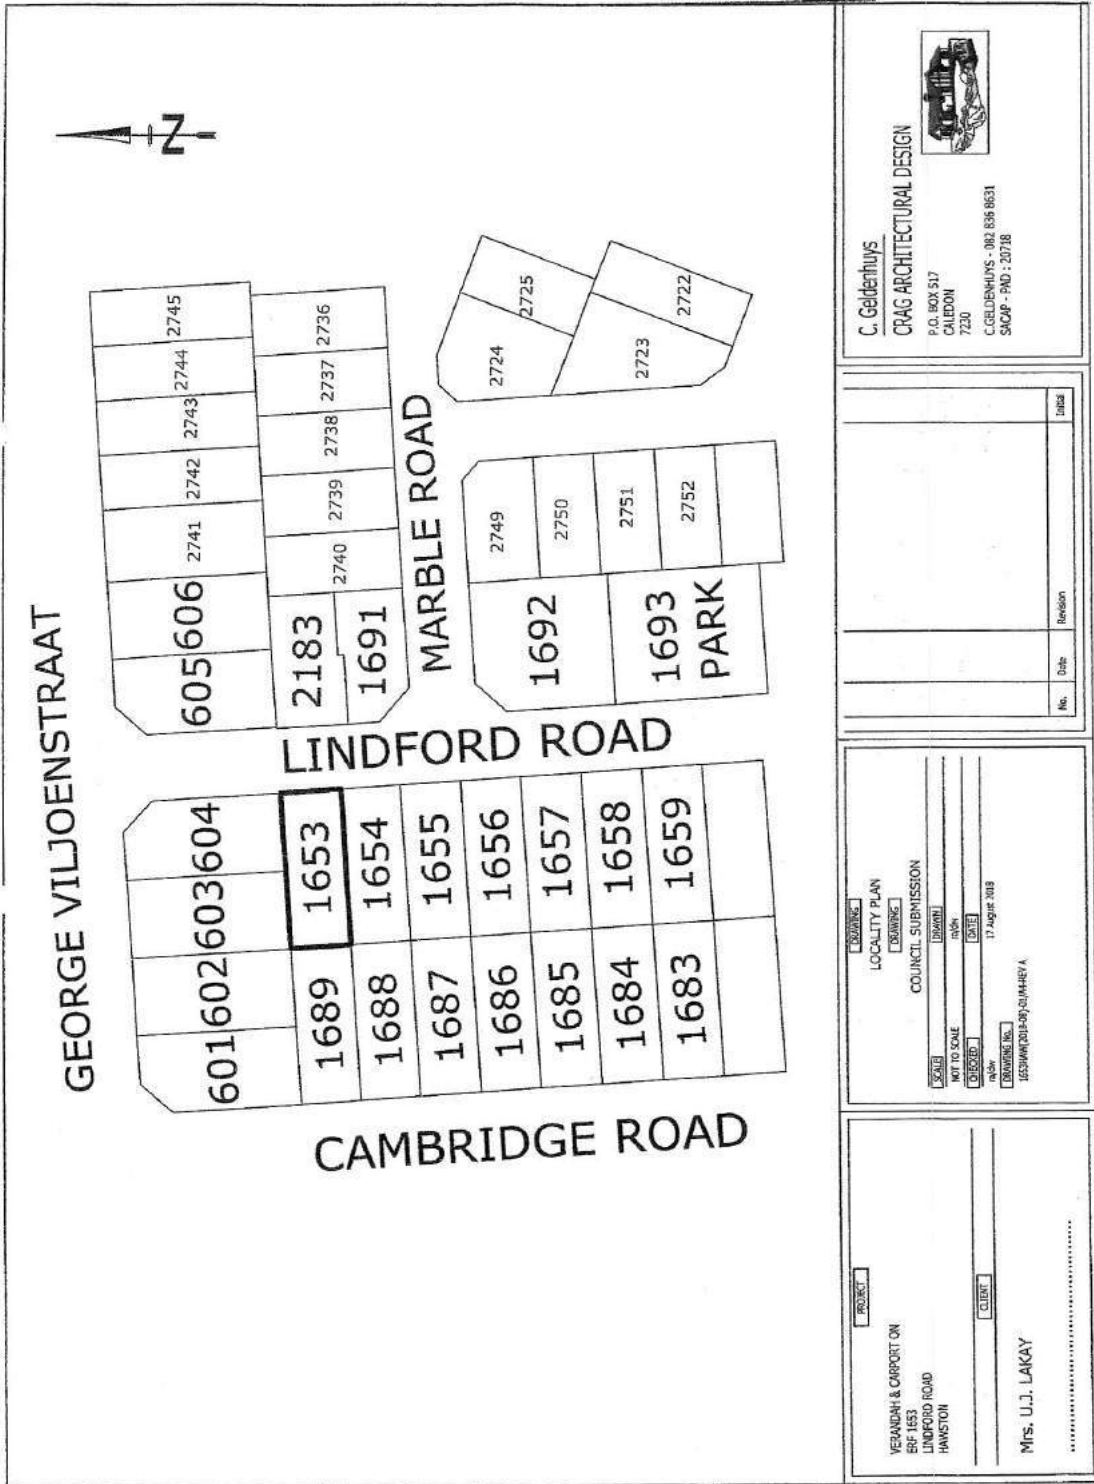 GEORGE VILJOENSTRAAT
N
601
602
603
604
605
606
2741
2742
2743
2744
2745
2183
1691
2740
2739
2738
2737
2736
MARBLE ROAD
LINDFORD ROAD
CAMBRIDGE ROAD
1689
1653
1688
1654
1687
1655
1686
1656
1685
1657
1684
1658
1683
1659
1692
1693
PARK
2749
2750
2751
2752
2724
2725
2723
2722
PROJECT
VERANDAH & CARPORT ON
ERF 1653
LINDFORD ROAD
HAWSTON
CLIENT
Mrs. U.J. LAKAY
DRAWING
LOCALITY PLAN
DRAWING
COUNCIL SUBMISSION
SCALE
NOT TO SCALE
DRAWN
CHECKED
DATE
17 August 2018
DRAWING No.
No.
Date
Revision
Initial
C. Geldenhuys
CRAG ARCHITECTURAL DESIGN
P.O. BOX 517
CALEDON
7230
C.GELDENHUYS - 082 836 8631
SACAP - PAD : 20718